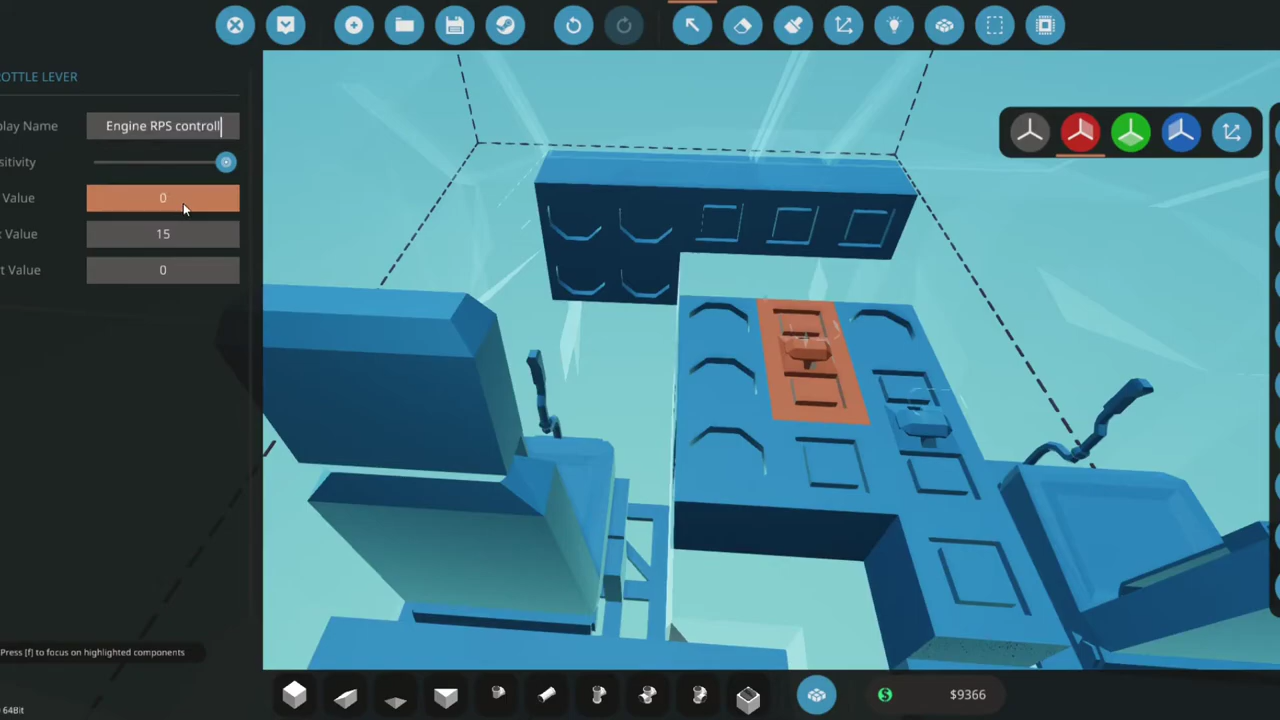 OTTLE LEVER
play Name
Engine RPS controll
sitivity
Value
0
Value
15
t Value
0
Press [f] to focus on highlighted components
64Bit
$9366